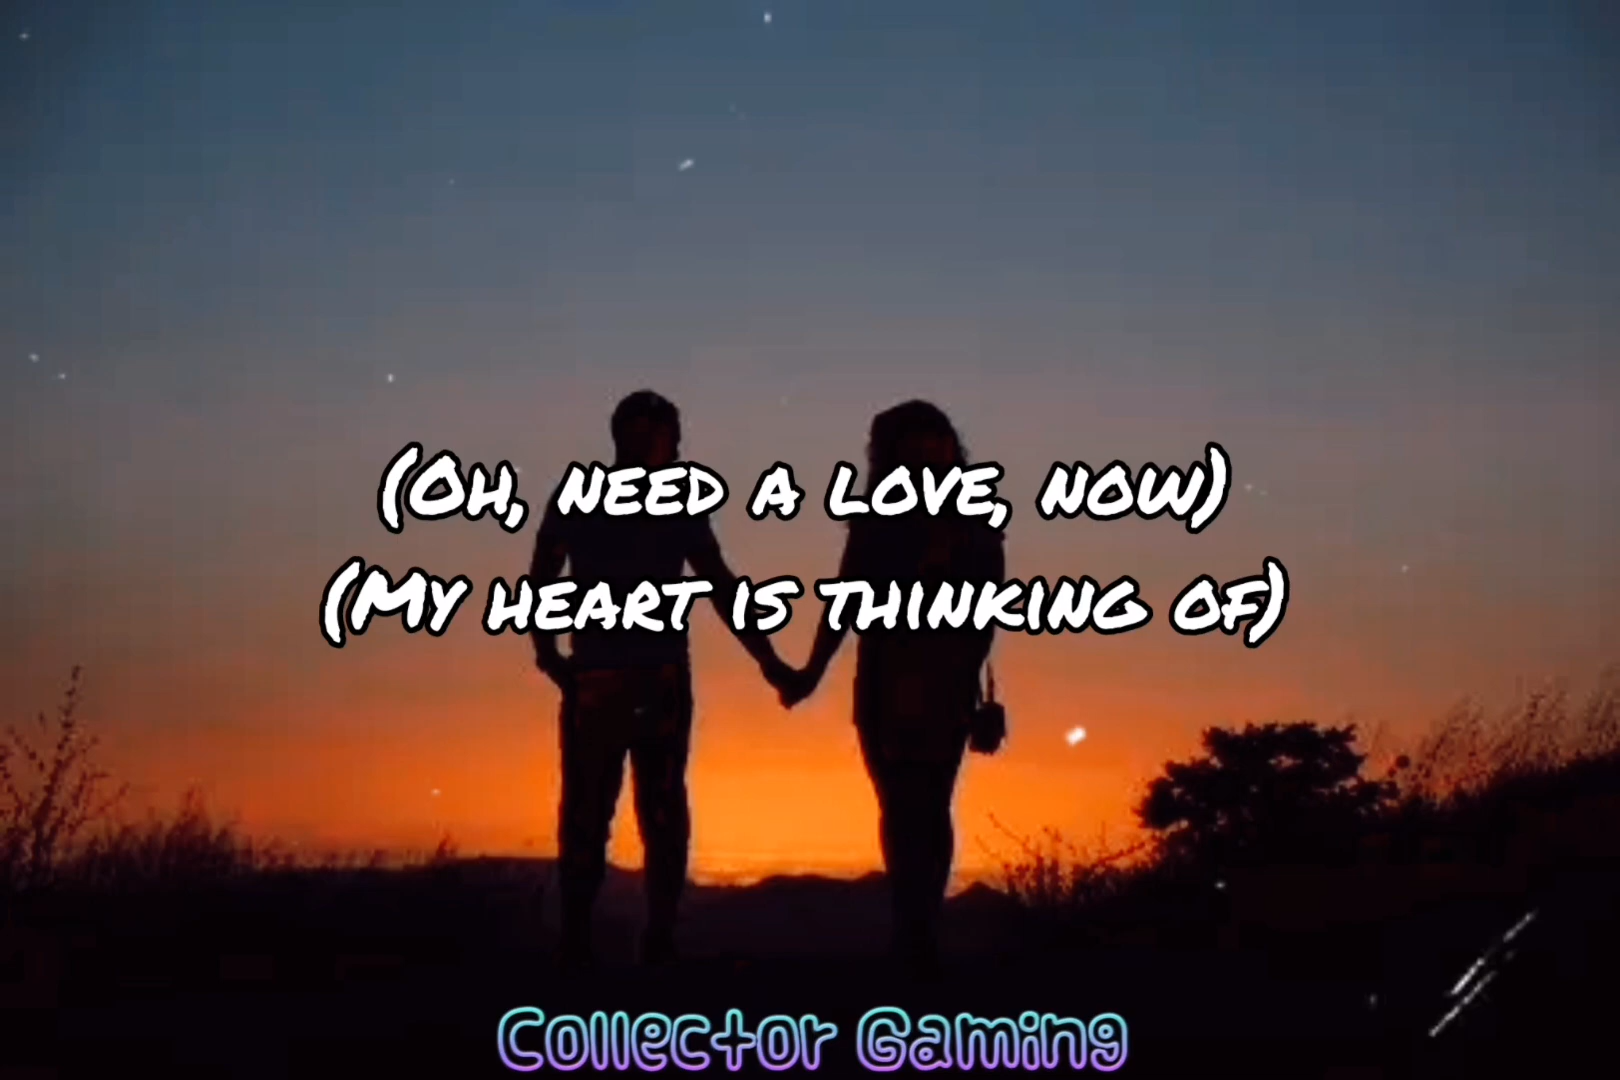 (Oh, need a love, now)
(My heart is thinking of)
Collector Gaming